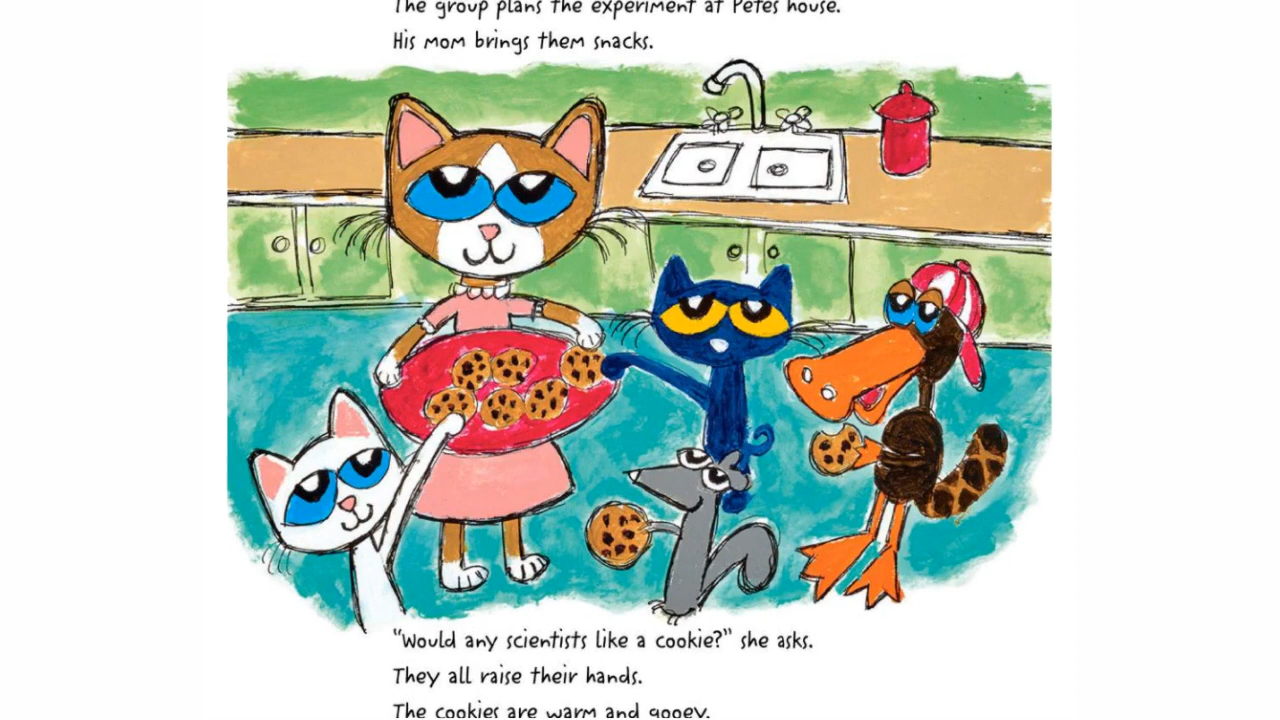 The group plans the experiment at Pete's house.
His mom brings them snacks.
"Would any scientists like a cookie?" she asks.
They all raise their hands.
The cookies are warm and gooey.